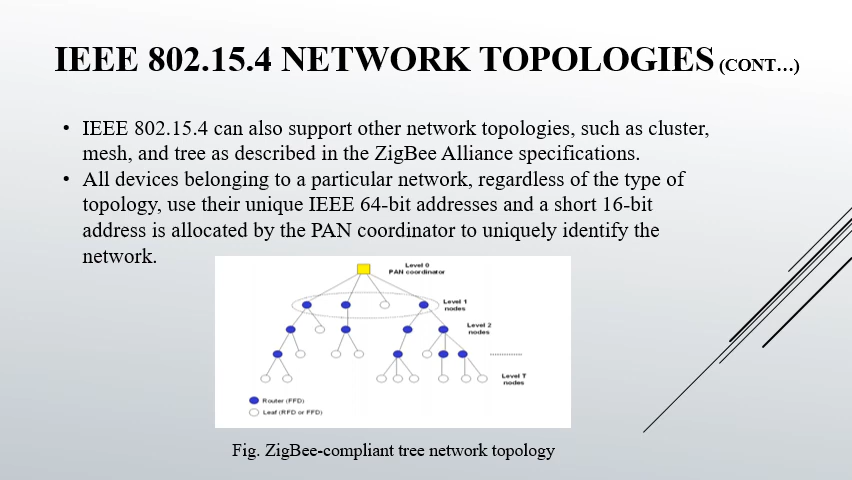 IEEE 802.15.4 NETWORK TOPOLOGIES (CONT…)
• IEEE 802.15.4 can also support other network topologies, such as cluster,
mesh, and tree as described in the ZigBee Alliance specifications.
• All devices belonging to a particular network, regardless of the type of
topology, use their unique IEEE 64-bit addresses and a short 16-bit
address is allocated by the PAN coordinator to uniquely identify the
network.
Level 0
PAN coordinator
Level 1
nodes
Level 2
nodes
Level T
nodes
Router (FFD)
Leaf (RFD or FFD)
Fig. ZigBee-compliant tree network topology